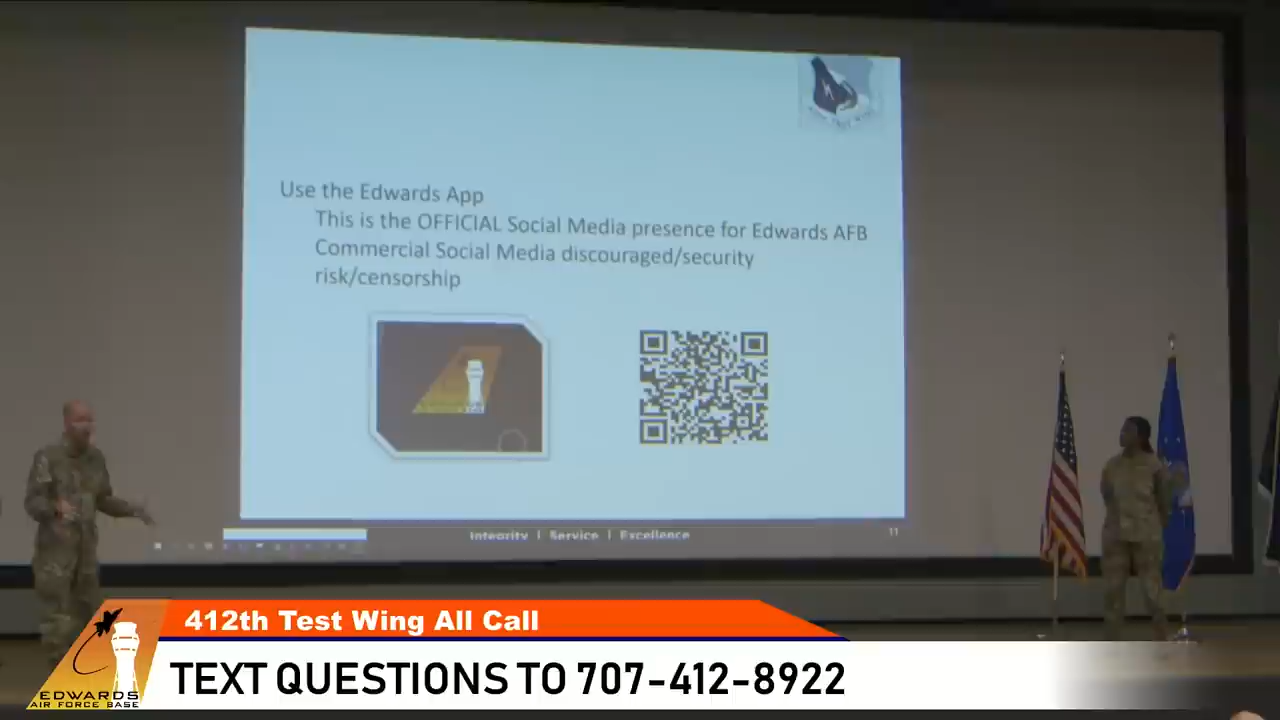 Use the Edwards App
This is the OFFICIAL Social Media presence for Edwards AFB
Commercial Social Media discouraged/security
risk/censorship
Integrity | Service | Excellence
11
412th Test Wing All Call
TEXT QUESTIONS TO 707-412-8922
EDWARDS
AIR FORCE BASE